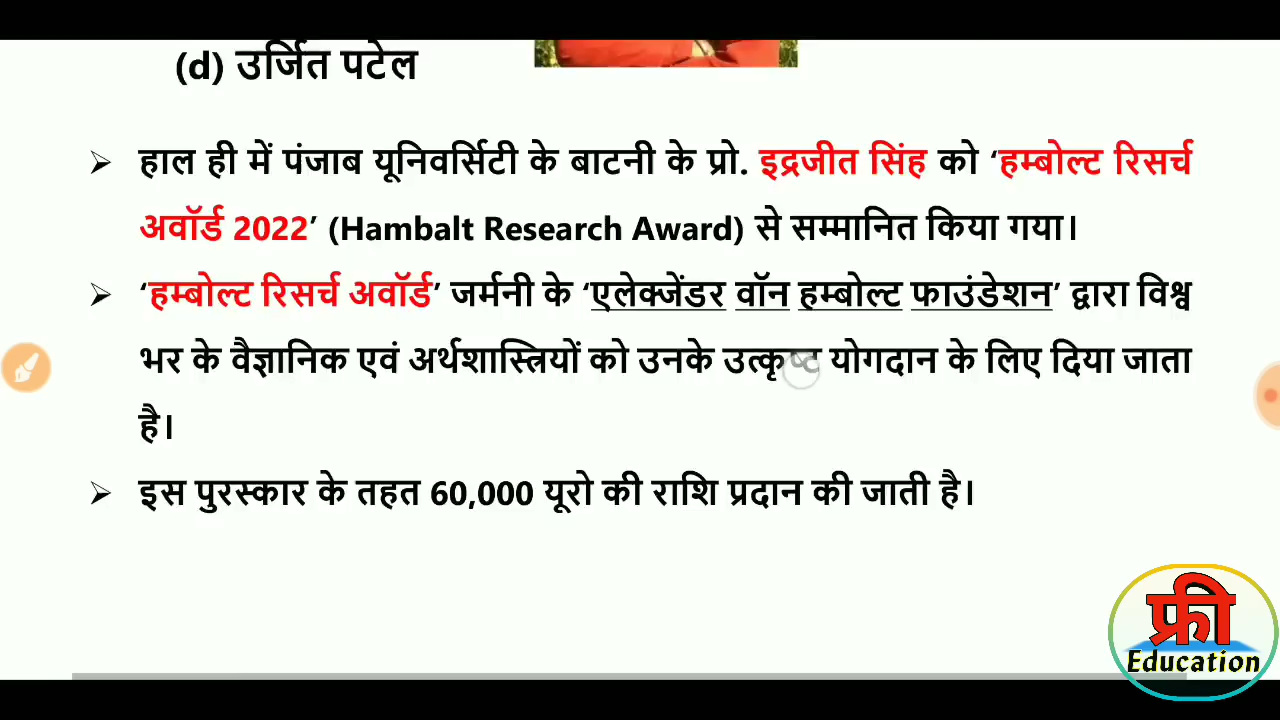 (d) उर्जित पटेल
➢ हाल ही में पंजाब यूनिवर्सिटी के बाटनी के प्रो. इद्रजीत सिंह को ‘हम्बोल्ट रिसर्च
अवॉर्ड 2022’ (Hambalt Research Award) से सम्मानित किया गया।
➢ ‘हम्बोल्ट रिसर्च अवॉर्ड’ जर्मनी के ‘एलेक्जेंडर वॉन हम्बोल्ट फाउंडेशन’ द्वारा विश्व
भर के वैज्ञानिक एवं अर्थशास्त्रियों को उनके उत्कृष्ट योगदान के लिए दिया जाता
है।
➢ इस पुरस्कार के तहत 60,000 यूरो की राशि प्रदान की जाती है।
फ्री
Education